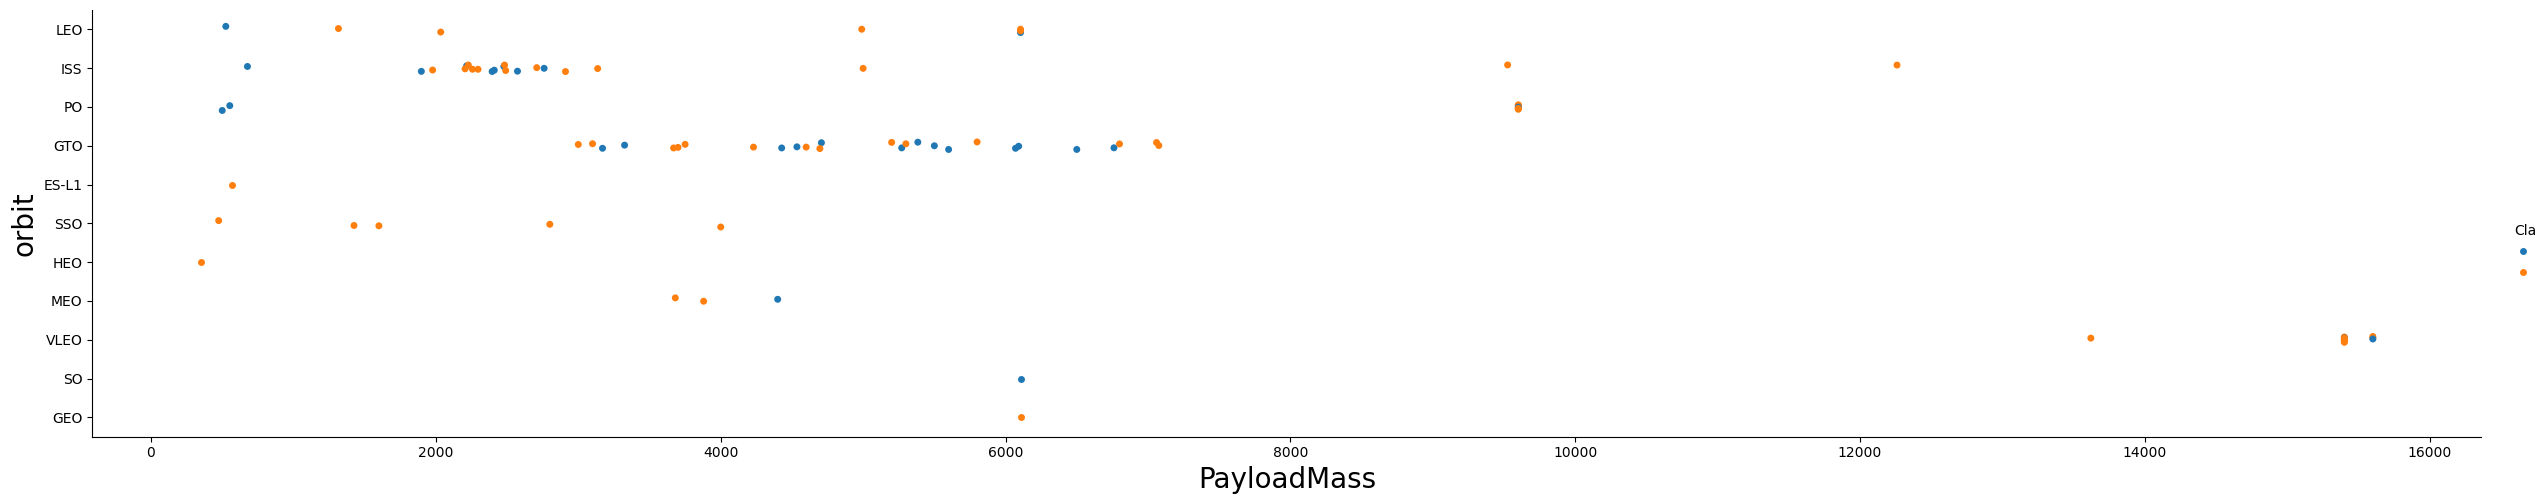 LEO
ISS
PO
GTO
ES-L1
SSO
HEO
MEO
VLEO
SO
GEO
orbit
0 2000 4000 6000 8000 10000 12000 14000 16000
PayloadMass
Cla